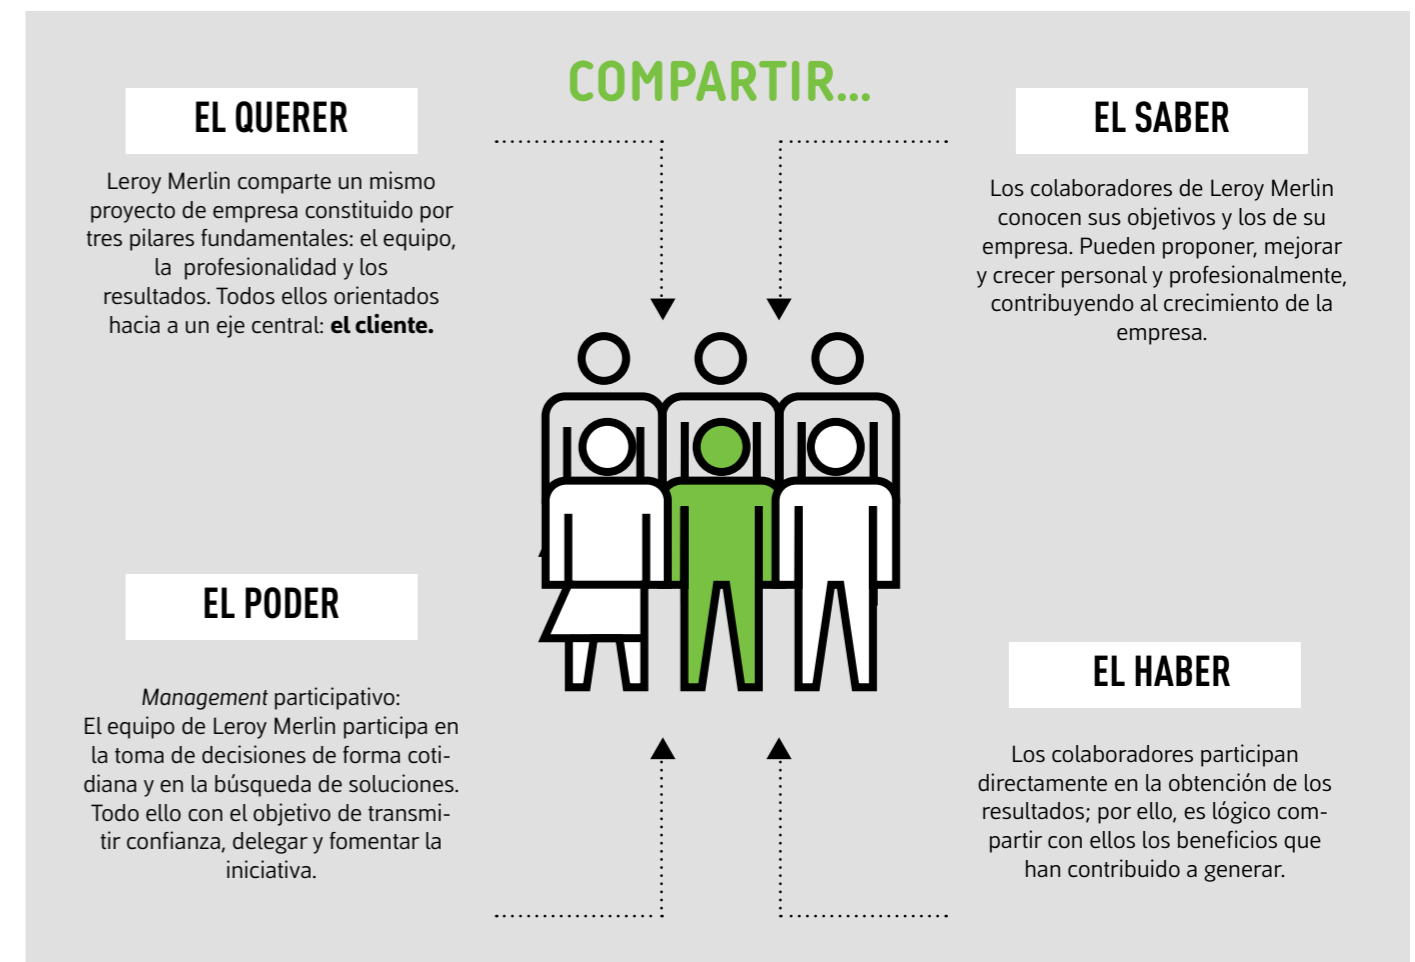 COMPARTIR...
EL QUERER
Leroy Merlin comparte un mismo
proyecto de empresa constituido por
tres pilares fundamentales: el equipo,
la profesionalidad y los
resultados. Todos ellos orientados
hacia a un eje central: el cliente.
EL SABER
Los colaboradores de Leroy Merlin
conocen sus objetivos y los de su
empresa. Pueden proponer, mejorar
y crecer personal y profesionalmente,
contribuyendo al crecimiento de la
empresa.
EL PODER
Management participativo:
El equipo de Leroy Merlin participa en
la toma de decisiones de forma coti-
diana y en la búsqueda de soluciones.
Todo ello con el objetivo de transmi-
tir confianza, delegar y fomentar la
iniciativa.
EL HABER
Los colaboradores participan
directamente en la obtención de los
resultados; por ello, es lógico com-
partir con ellos los beneficios que
han contribuido a generar.